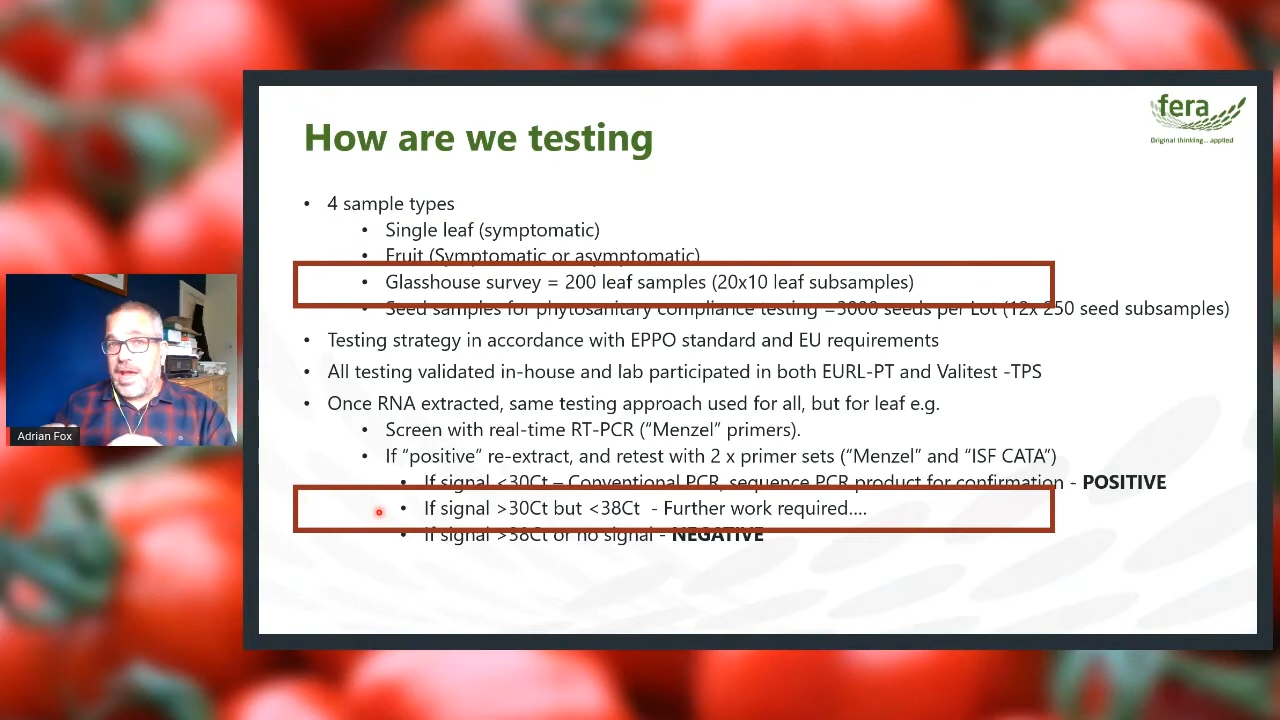 fera
Original thinking... applied
How are we testing
• 4 sample types
• Single leaf (symptomatic)
• Fruit (Symptomatic or asymptomatic)
• Glasshouse survey = 200 leaf samples (20x10 leaf subsamples)
• Seed samples for phytosanitary compliance testing =3000 seeds per Lot (12x 250 seed subsamples)
• Testing strategy in accordance with EPPO standard and EU requirements
• All testing validated in-house and lab participated in both EURL-PT and Valitest -TPS
• Once RNA extracted, same testing approach used for all, but for leaf e.g.
• Screen with real-time RT-PCR (“Menzel” primers).
• If “positive” re-extract, and retest with 2 x primer sets (“Menzel” and “ISF CATA”)
• If signal <30Ct – Conventional PCR, sequence PCR product for confirmation - POSITIVE
• If signal >30Ct but <38Ct - Further work required....
• If signal >38Ct or no signal - NEGATIVE
Adrian Fox